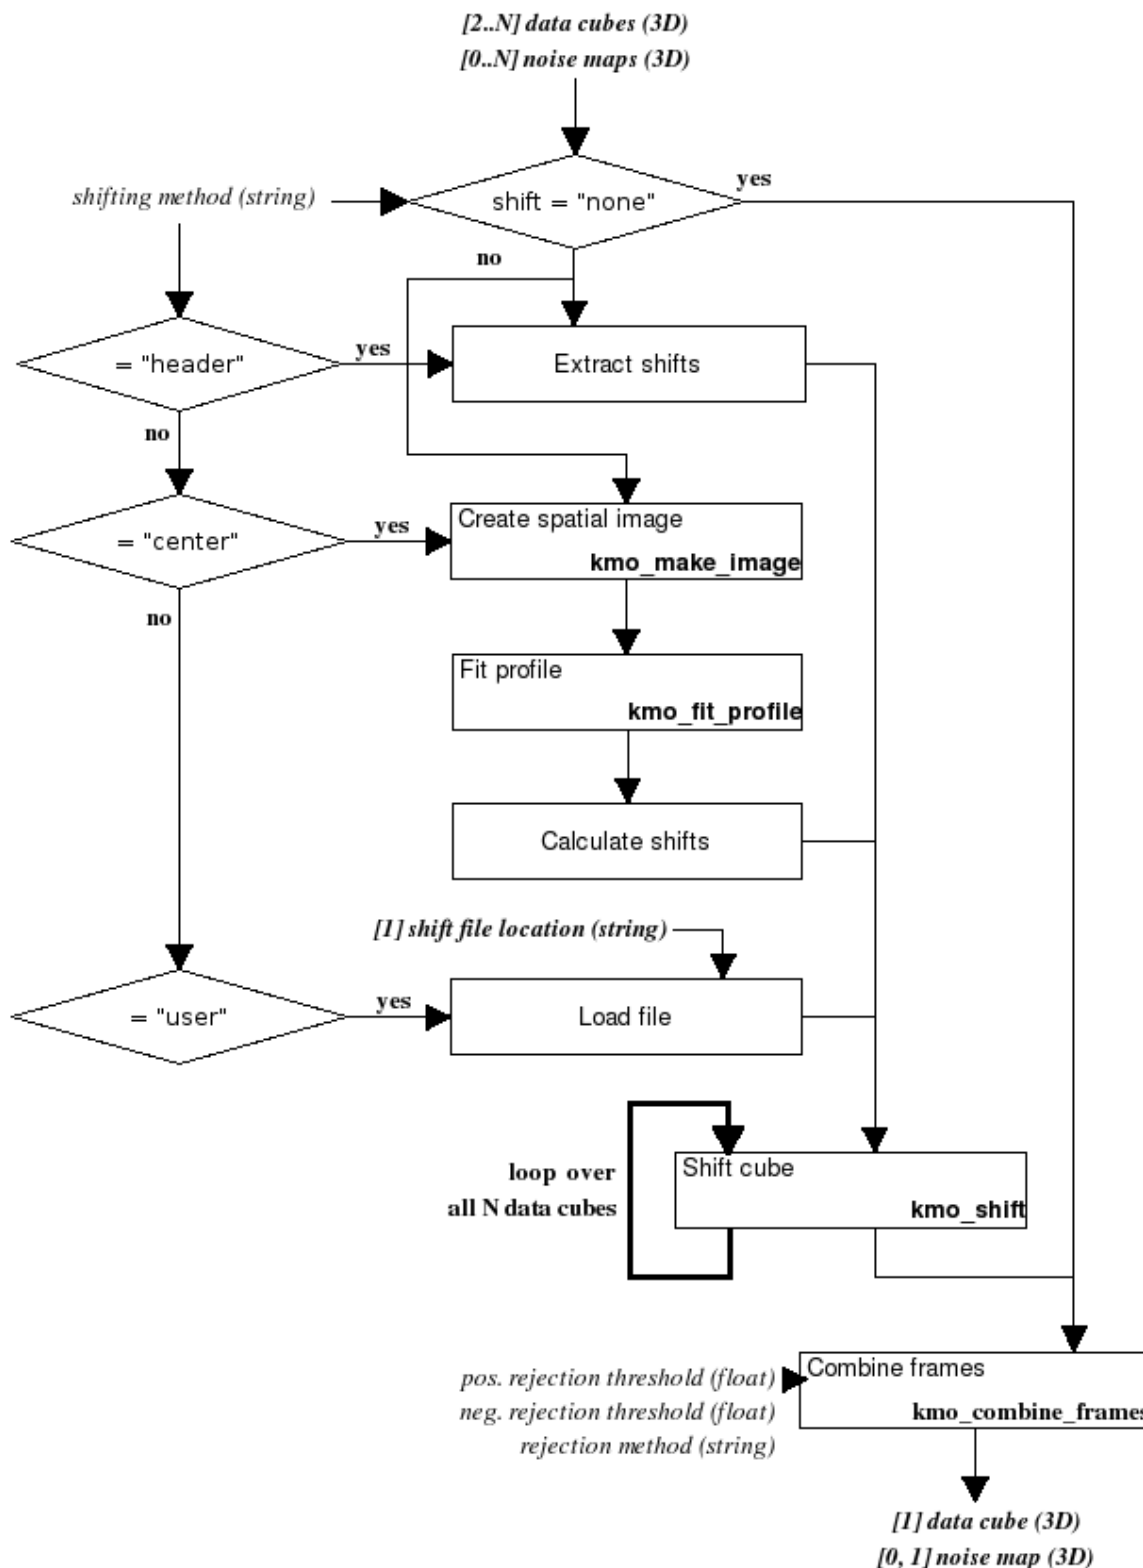 [2..N] data cubes (3D)
[0..N] noise maps (3D)
yes
shifting method (string)
shift = "none"
no
= "header"
yes
Extract shifts
no
= "center"
yes
Create spatial image
kmo_make_image
no
Fit profile
kmo_fit_profile
Calculate shifts
[1] shift file location (string)
= "user"
yes
Load file
loop over
all N data cubes
Shift cube
kmo_shift
pos. rejection threshold (float)
neg. rejection threshold (float)
rejection method (string)
Combine frames
kmo_combine_frames
[1] data cube (3D)
[0, 1] noise map (3D)